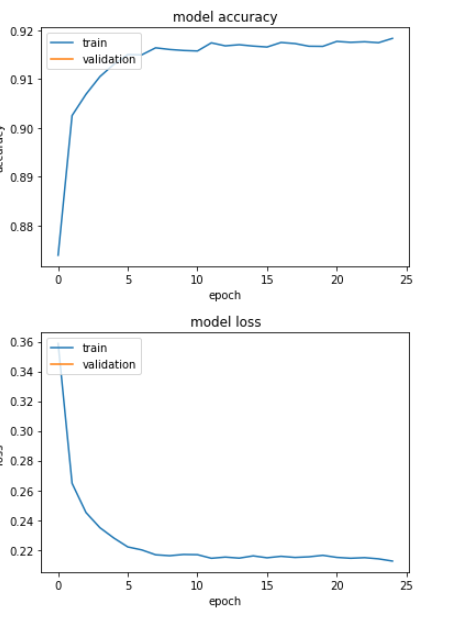 model accuracy
0.92
0.91
0.90
0.89
0.88
train
validation
accuracy
0 5 10 15 20 25
epoch
model loss
0.36
0.34
0.32
0.30
0.28
0.26
0.24
0.22
train
validation
loss
0 5 10 15 20 25
epoch